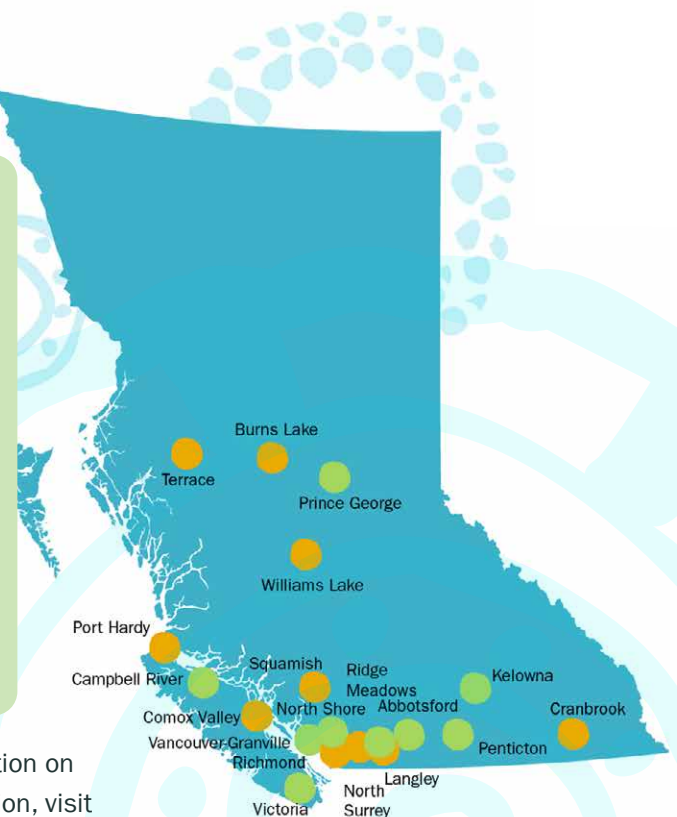 Burns Lake
Terrace
Prince George
Williams Lake
Port Hardy
Squamish
Ridge
Meadows
Kelowna
Campbell River
North Shore
Abbotsford
Cranbrook
Comox Valley
Vancouver-Granville
Penticton
Richmond
Langley
North
Surrey
Victoria
tion on
on, visit